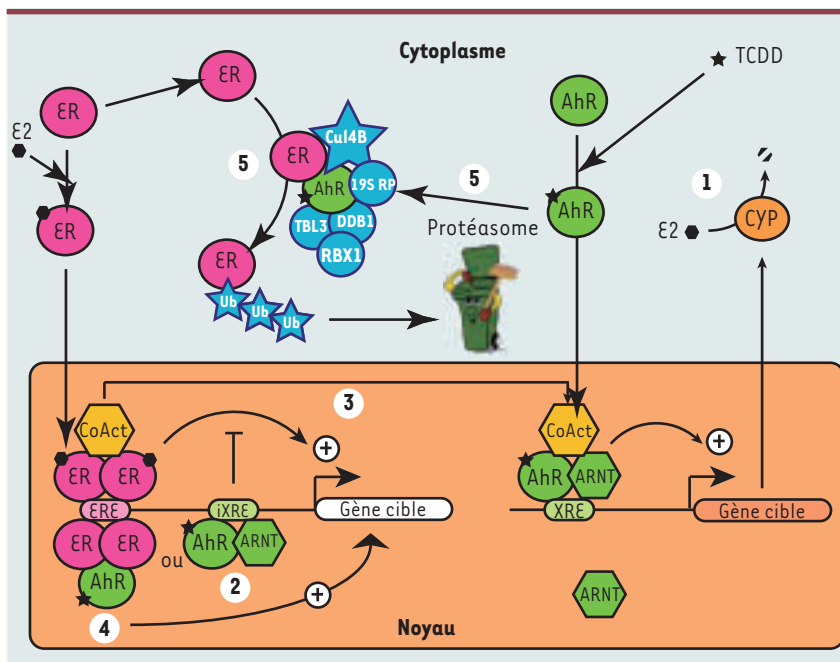 Cytoplasme
TCDD
ER
ER
AhR
E2
Cul4B
5
ER
19S RP
5
1
AhR
AhR
CYP
ER
TBL3
DDB1
Protéasome
E2
RBX1
ER
Ub
Ub
Ub
3
CoAct
CoAct
+
+
ER
ER
AhR
ARNT
ERE
iXRE
Gène cible
XRE
Gène cible
ER
ER
ou
AhR
ARNT
AhR
2
+
ARNT
4
Noyau